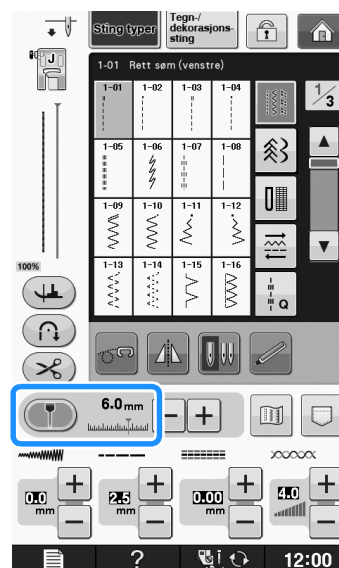 Sting typer
Tegn-/
dekorasjons-
sting
J
1-01 Rett søm (venstre)
1-01 1-02 1-03 1-04
1/3
1-05 1-06 1-07 1-08
1-09 1-10 1-11 1-12
1-13 1-14 1-15 1-16
Q
100%
6.0 mm
- +
+ + + +
0.0 mm 2.5 mm 0.00 mm 4.0
- - - -
? 12:00